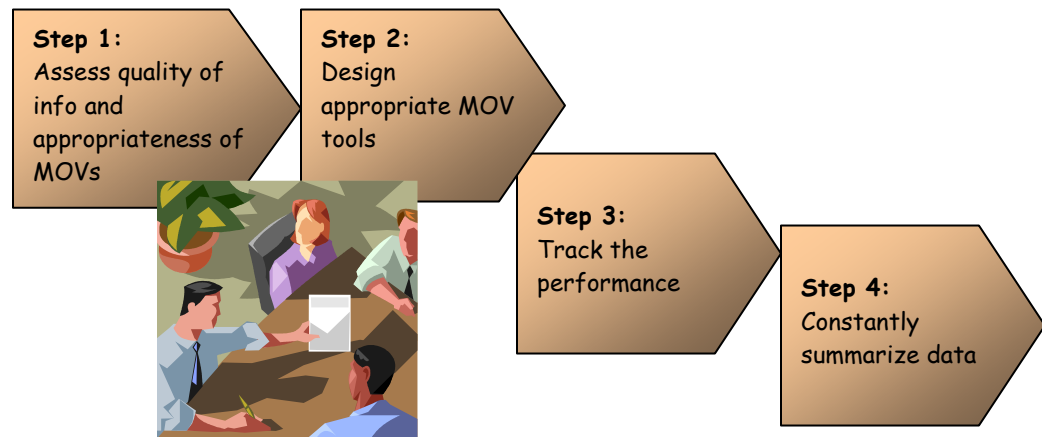 Step 1:
Assess quality of
info and
appropriateness of
MOVs
Step 2:
Design
appropriate MOV
tools
Step 3:
Track the
performance
Step 4:
Constantly
summarize data